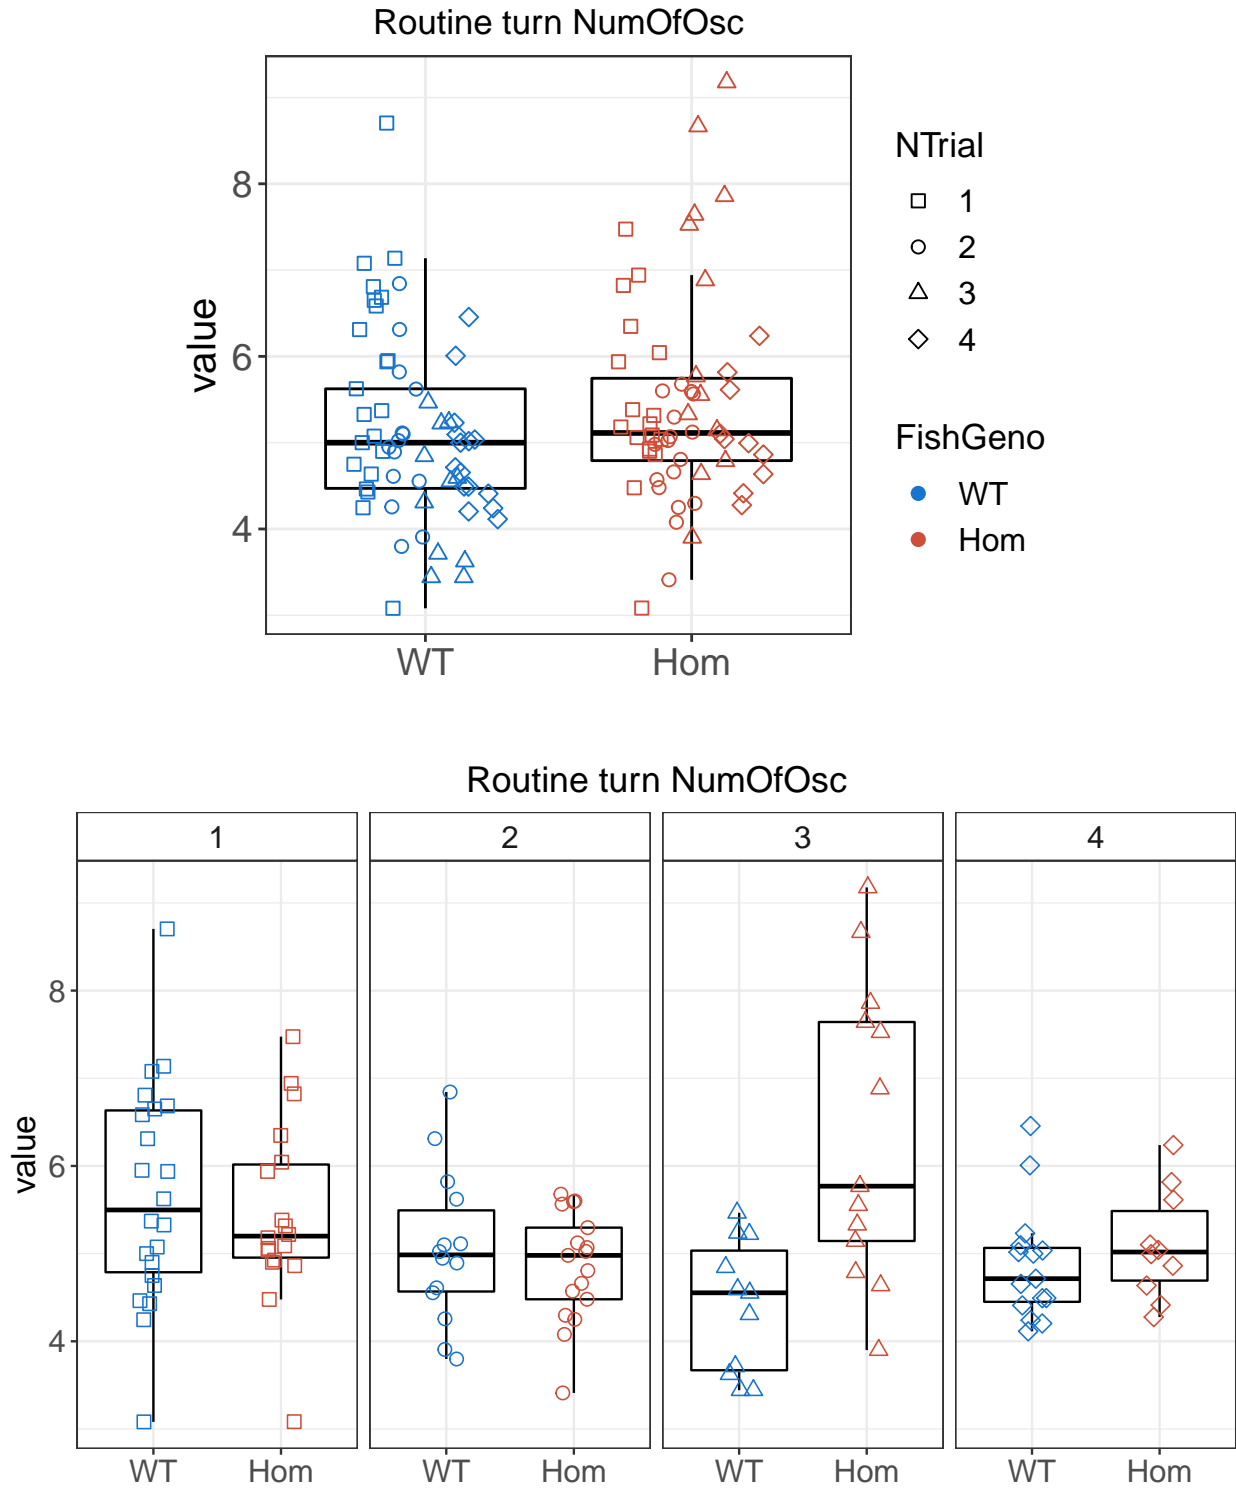 Routine turn NumOfOsc
value
8
6
4
WT Hom
NTrial
1
2
3
4
FishGeno
WT
Hom
Routine turn NumOfOsc
1 2 3 4
value
8
6
4
WT Hom WT Hom WT Hom WT Hom